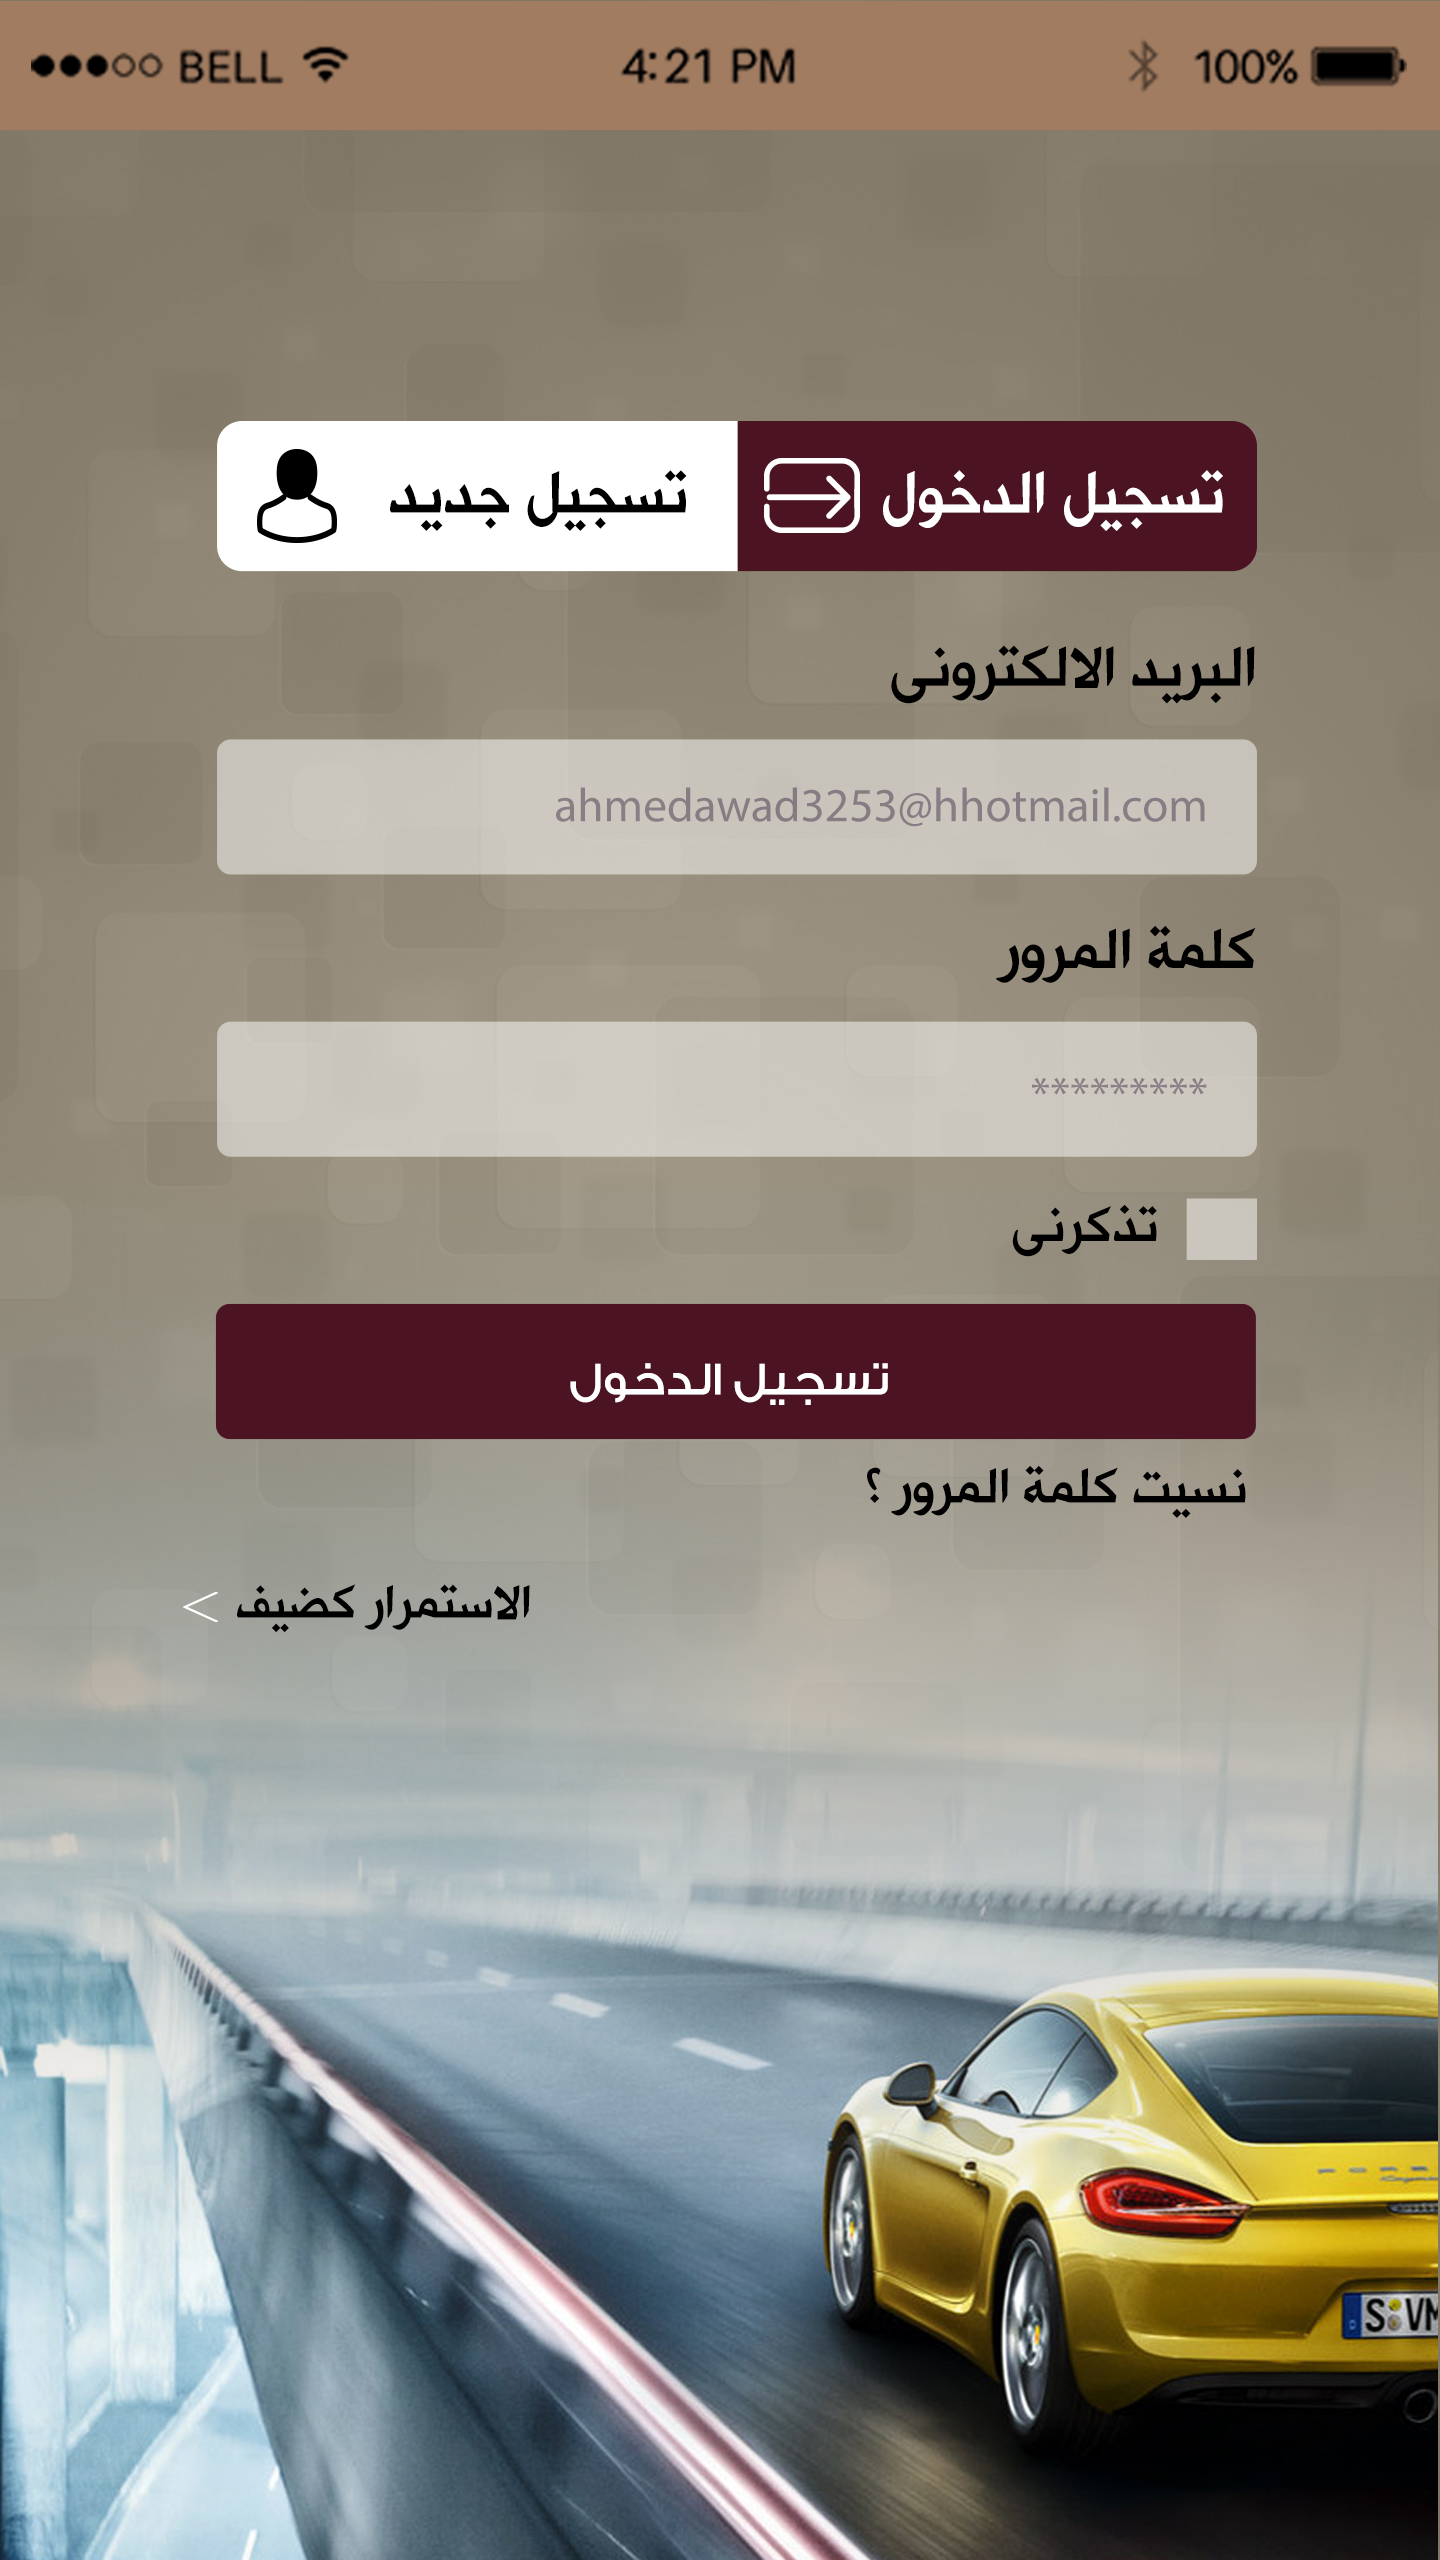 BELL 4:21 PM 100%
تسجيل الدخول تسجيل جديد
البريد الالكترونى
ahmedawad3253@hhotmail.com
كلمة المرور
*********
تذكرنى
تسجيل الدخول
نسيت كلمة المرور ؟
الاستمرار كضيف >
S VM